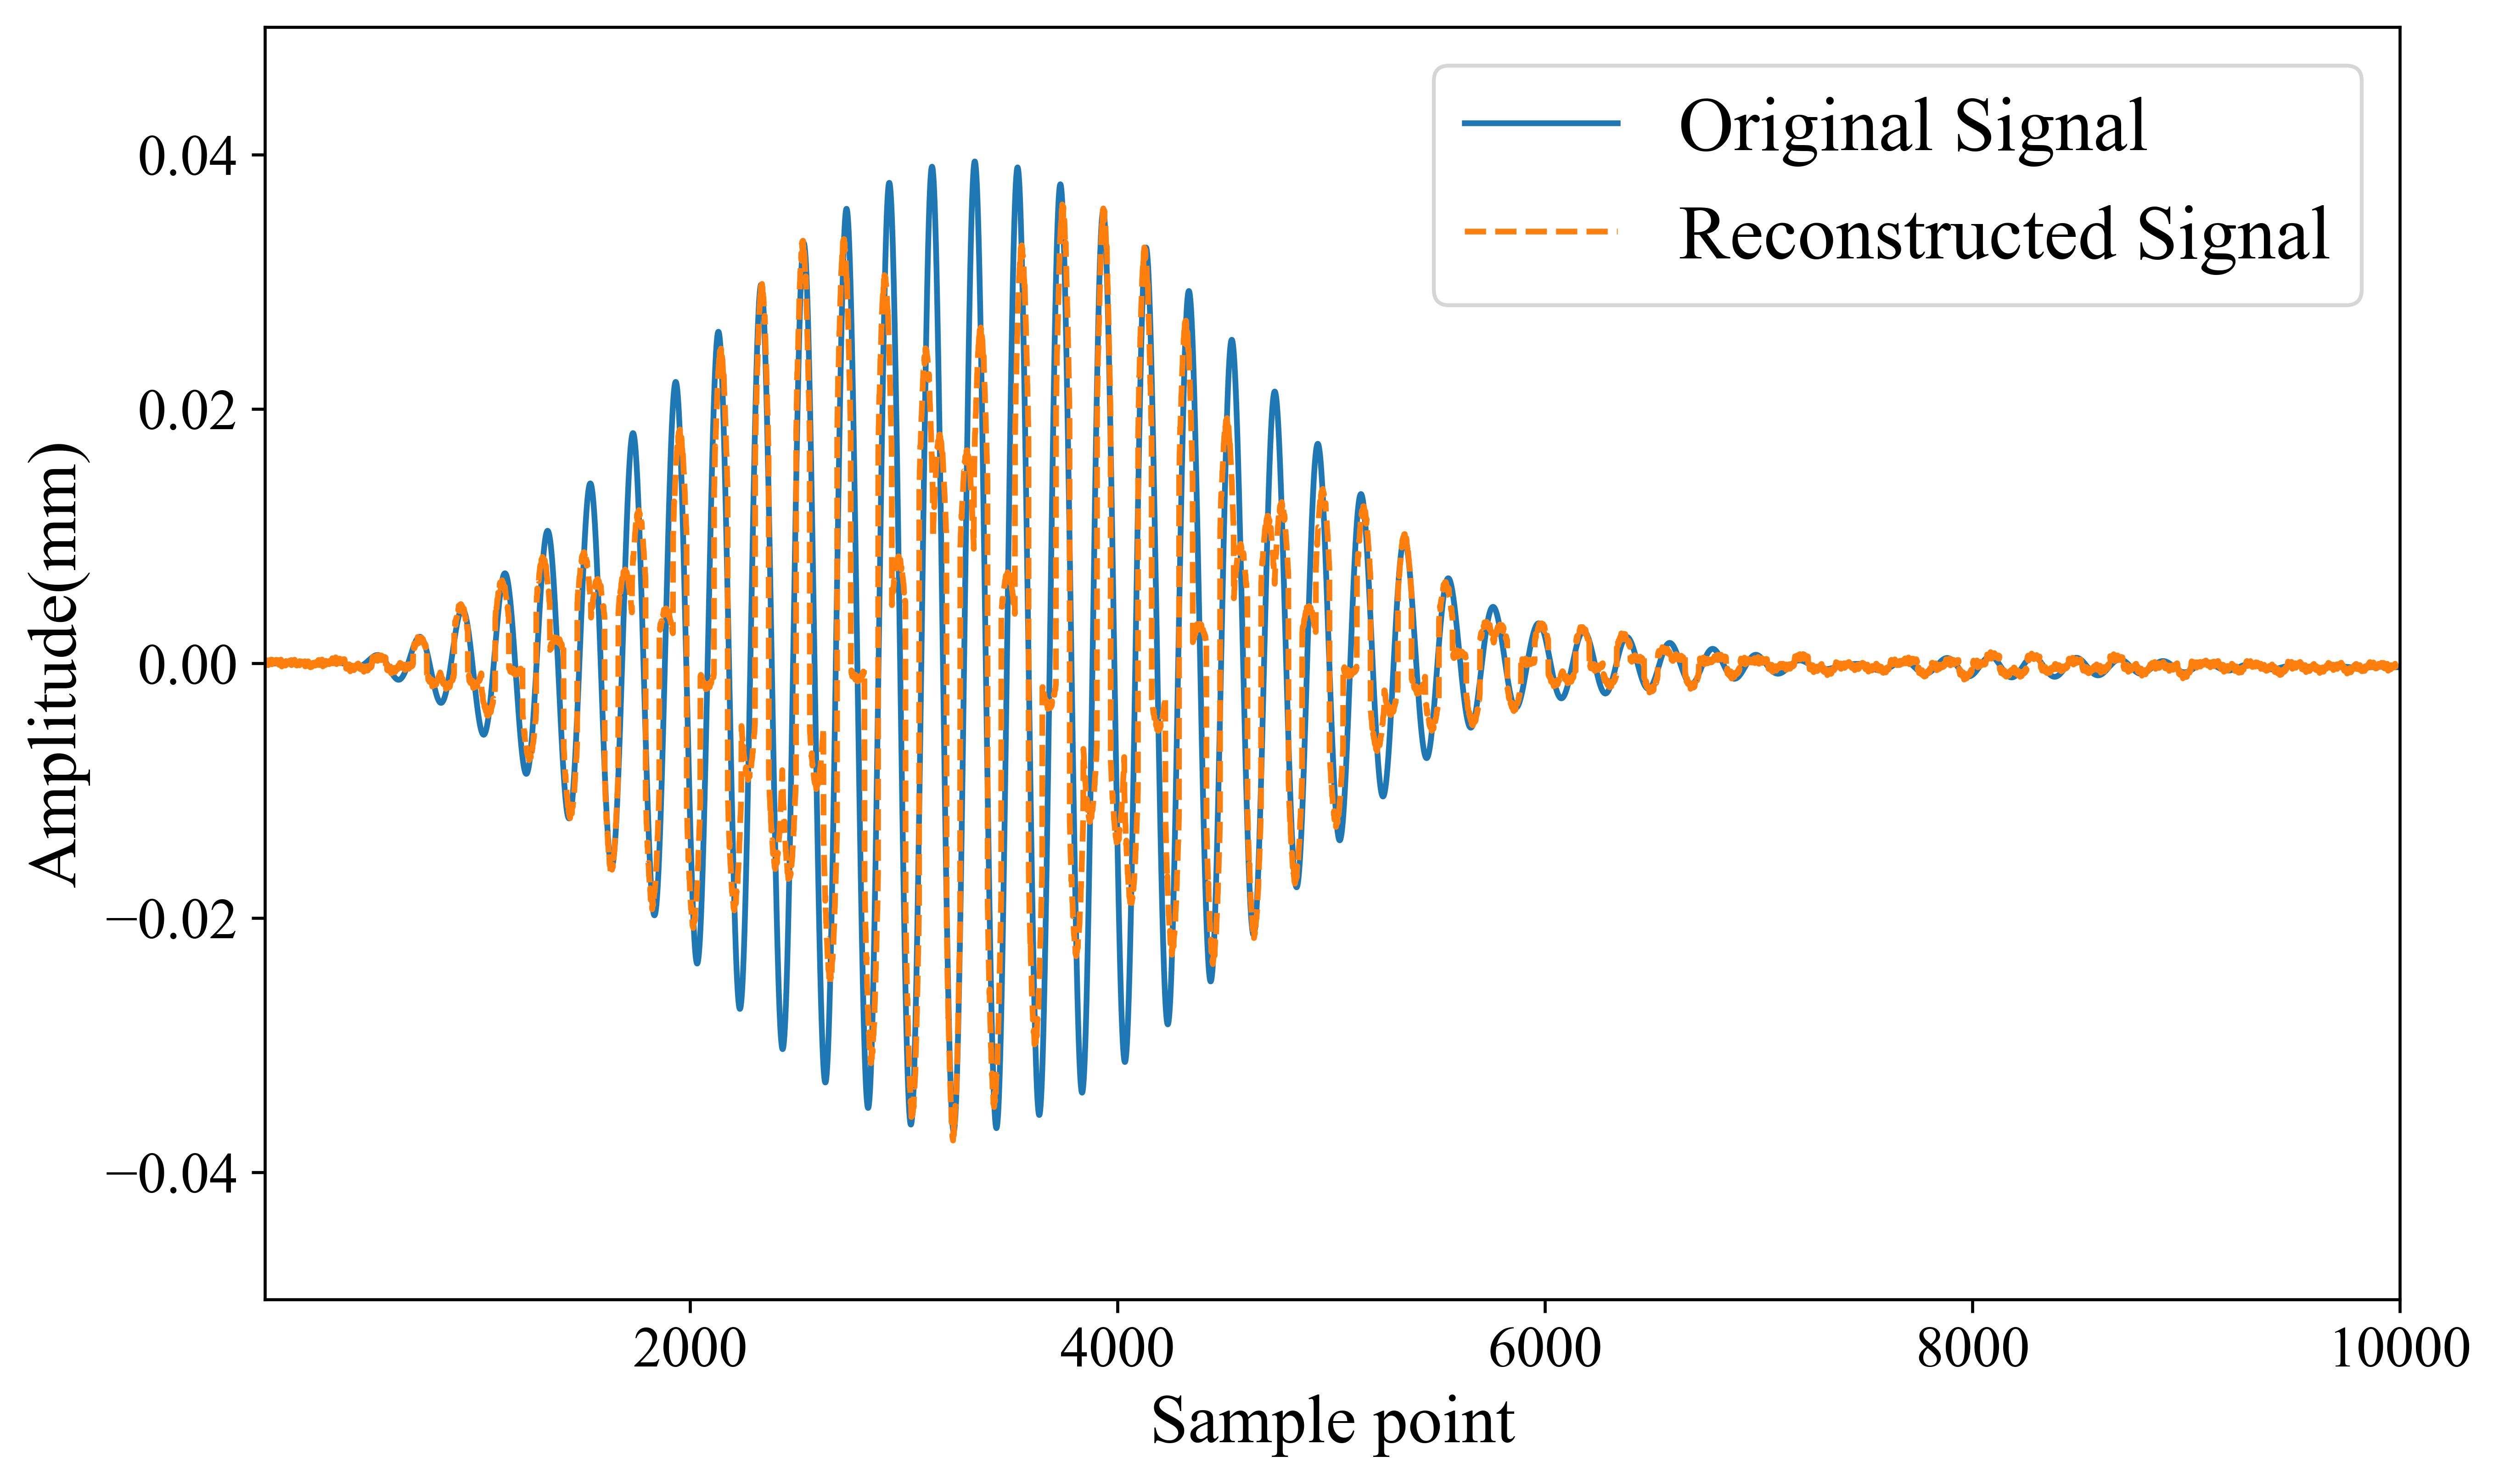 Original Signal
Reconstructed Signal
Amplitude(mm)
0.04
0.02
0.00
−0.02
−0.04
2000 4000 6000 8000 10000
Sample point